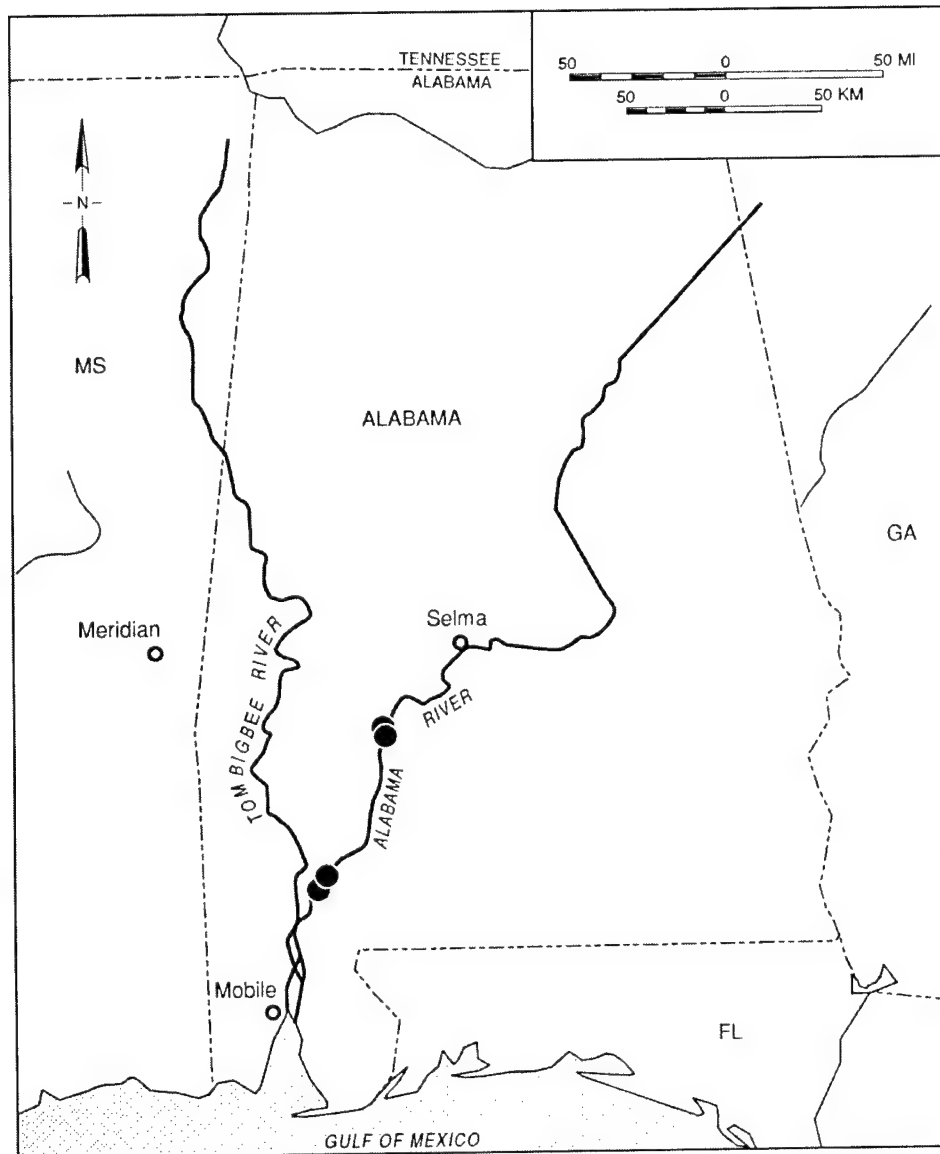 TENNESSEE
ALABAMA
50 0 50 MI
50 0 50 KM
N
MS
ALABAMA
GA
Meridian
Selma
TOMBIGBEE RIVER
RIVER
ALABAMA
Mobile
FL
GULF OF MEXICO